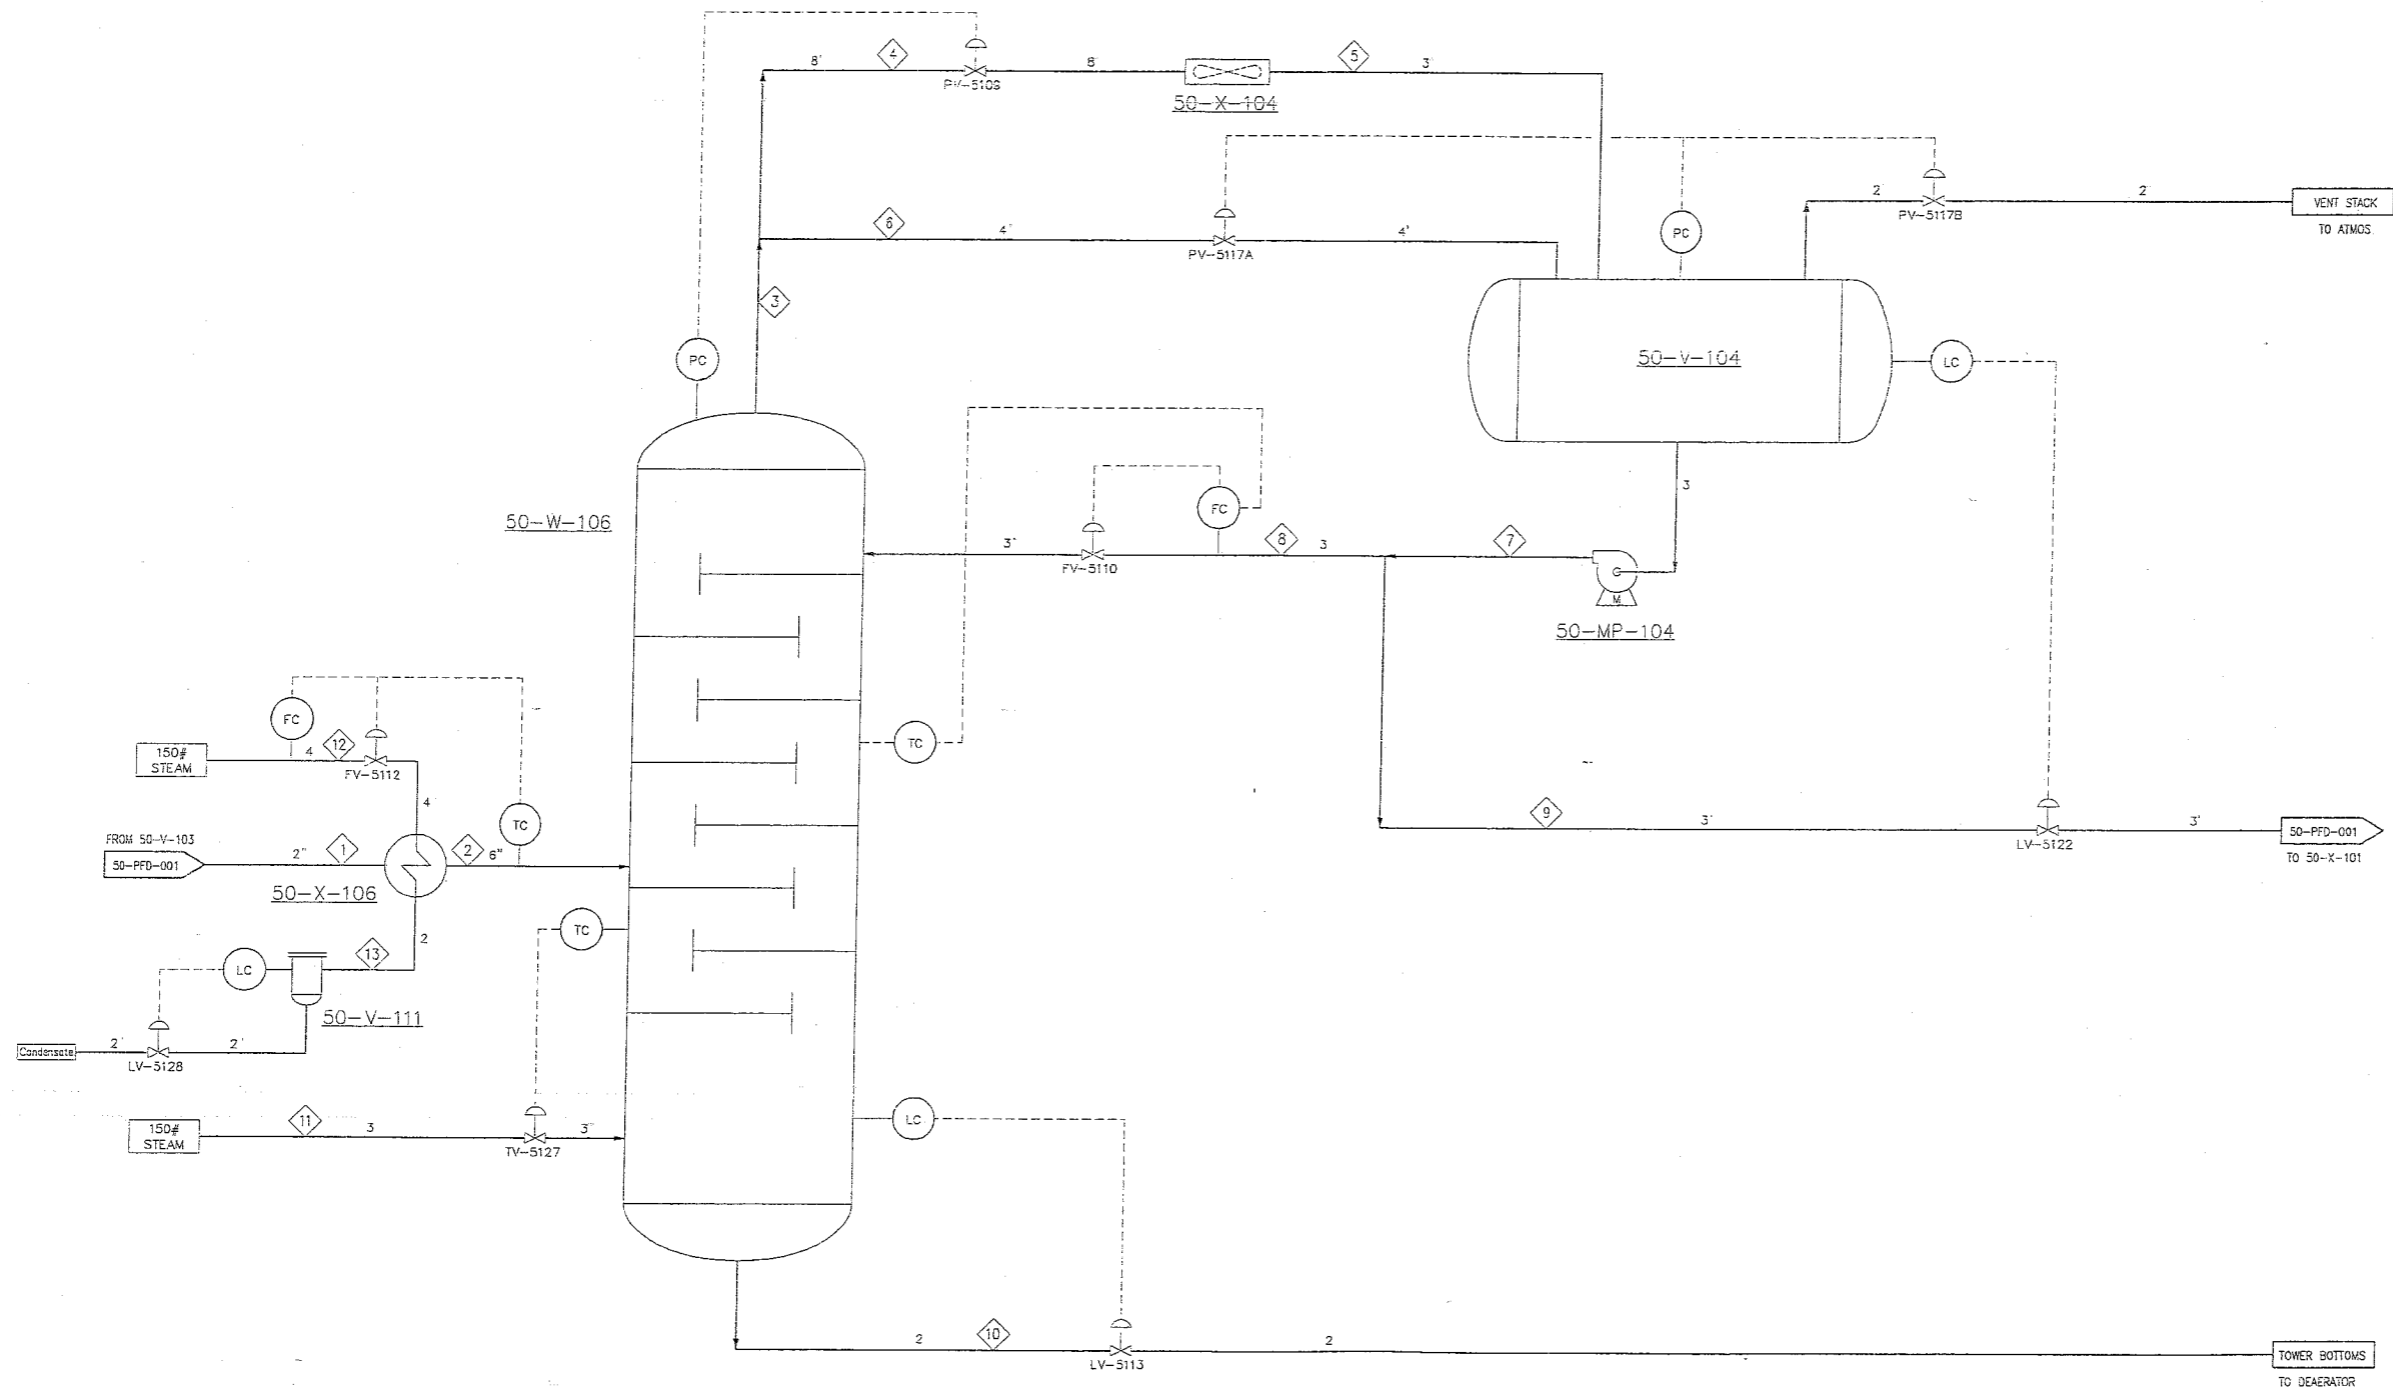 4
8'
PV-5109
8'
50-X-104
5
3'
6
4'
PV-5117A
4'
PC
2
PV-5117B
2
VENT STACK
TO ATMOS
3
PC
50-V-104
LC
3
50-W-106
3"
FV-5110
FC
8
3
7
M
50-MP-104
FC
150#
STEAM
4
12
FV-5112
4
TC
TC
FROM 50-V-103
50-PFD-001
2"
1
50-X-106
2
6"
9
3'
LV-5122
3'
50-PFD-001
TO 50-X-101
TC
LC
13
2
50-V-111
Condensate
2'
LV-5128
2'
150#
STEAM
11
3
TV-5127
3"
LC
2
10
LV-5113
2
TOWER BOTTOMS
TO DEAERATOR